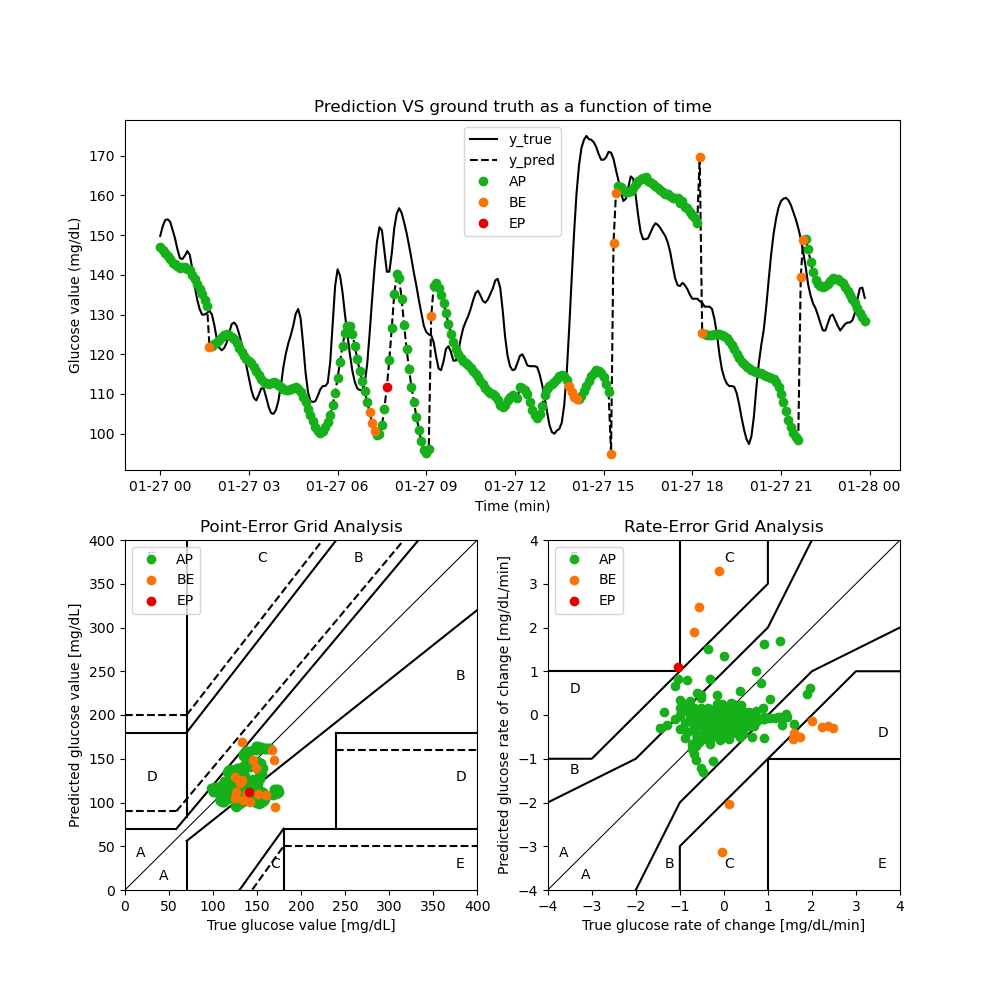 Prediction VS ground truth as a function of time
Glucose value (mg/dL)
170
160
150
140
130
120
110
100
y_true
y_pred
AP
BE
EP
01-27 00 01-27 03 01-27 06 01-27 09 01-27 12 01-27 15 01-27 18 01-27 21 01-28 00
Time (min)
Point-Error Grid Analysis
Predicted glucose value [mg/dL]
400
350
300
250
200
150
100
50
0
AP
BE
EP
C
B
B
D
D
A
A
C
E
0 50 100 150 200 250 300 350 400
True glucose value [mg/dL]
Rate-Error Grid Analysis
Predicted glucose rate of change [mg/dL/min]
4
3
2
1
0
−1
−2
−3
−4
AP
BE
EP
C
D
D
B
A
A
B
C
E
−4 −3 −2 −1 0 1 2 3 4
True glucose rate of change [mg/dL/min]